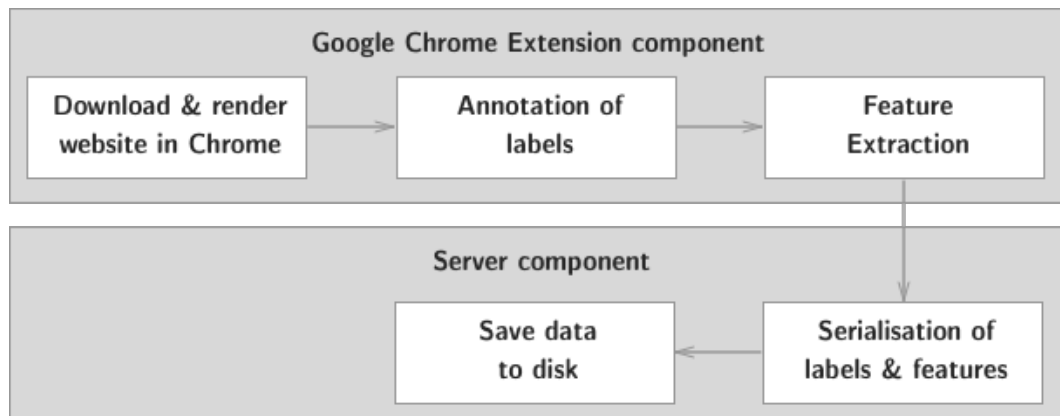 Google Chrome Extension component
Download & render
website in Chrome
Annotation of
labels
Feature
Extraction
Server component
Save data
to disk
Serialisation of
labels & features